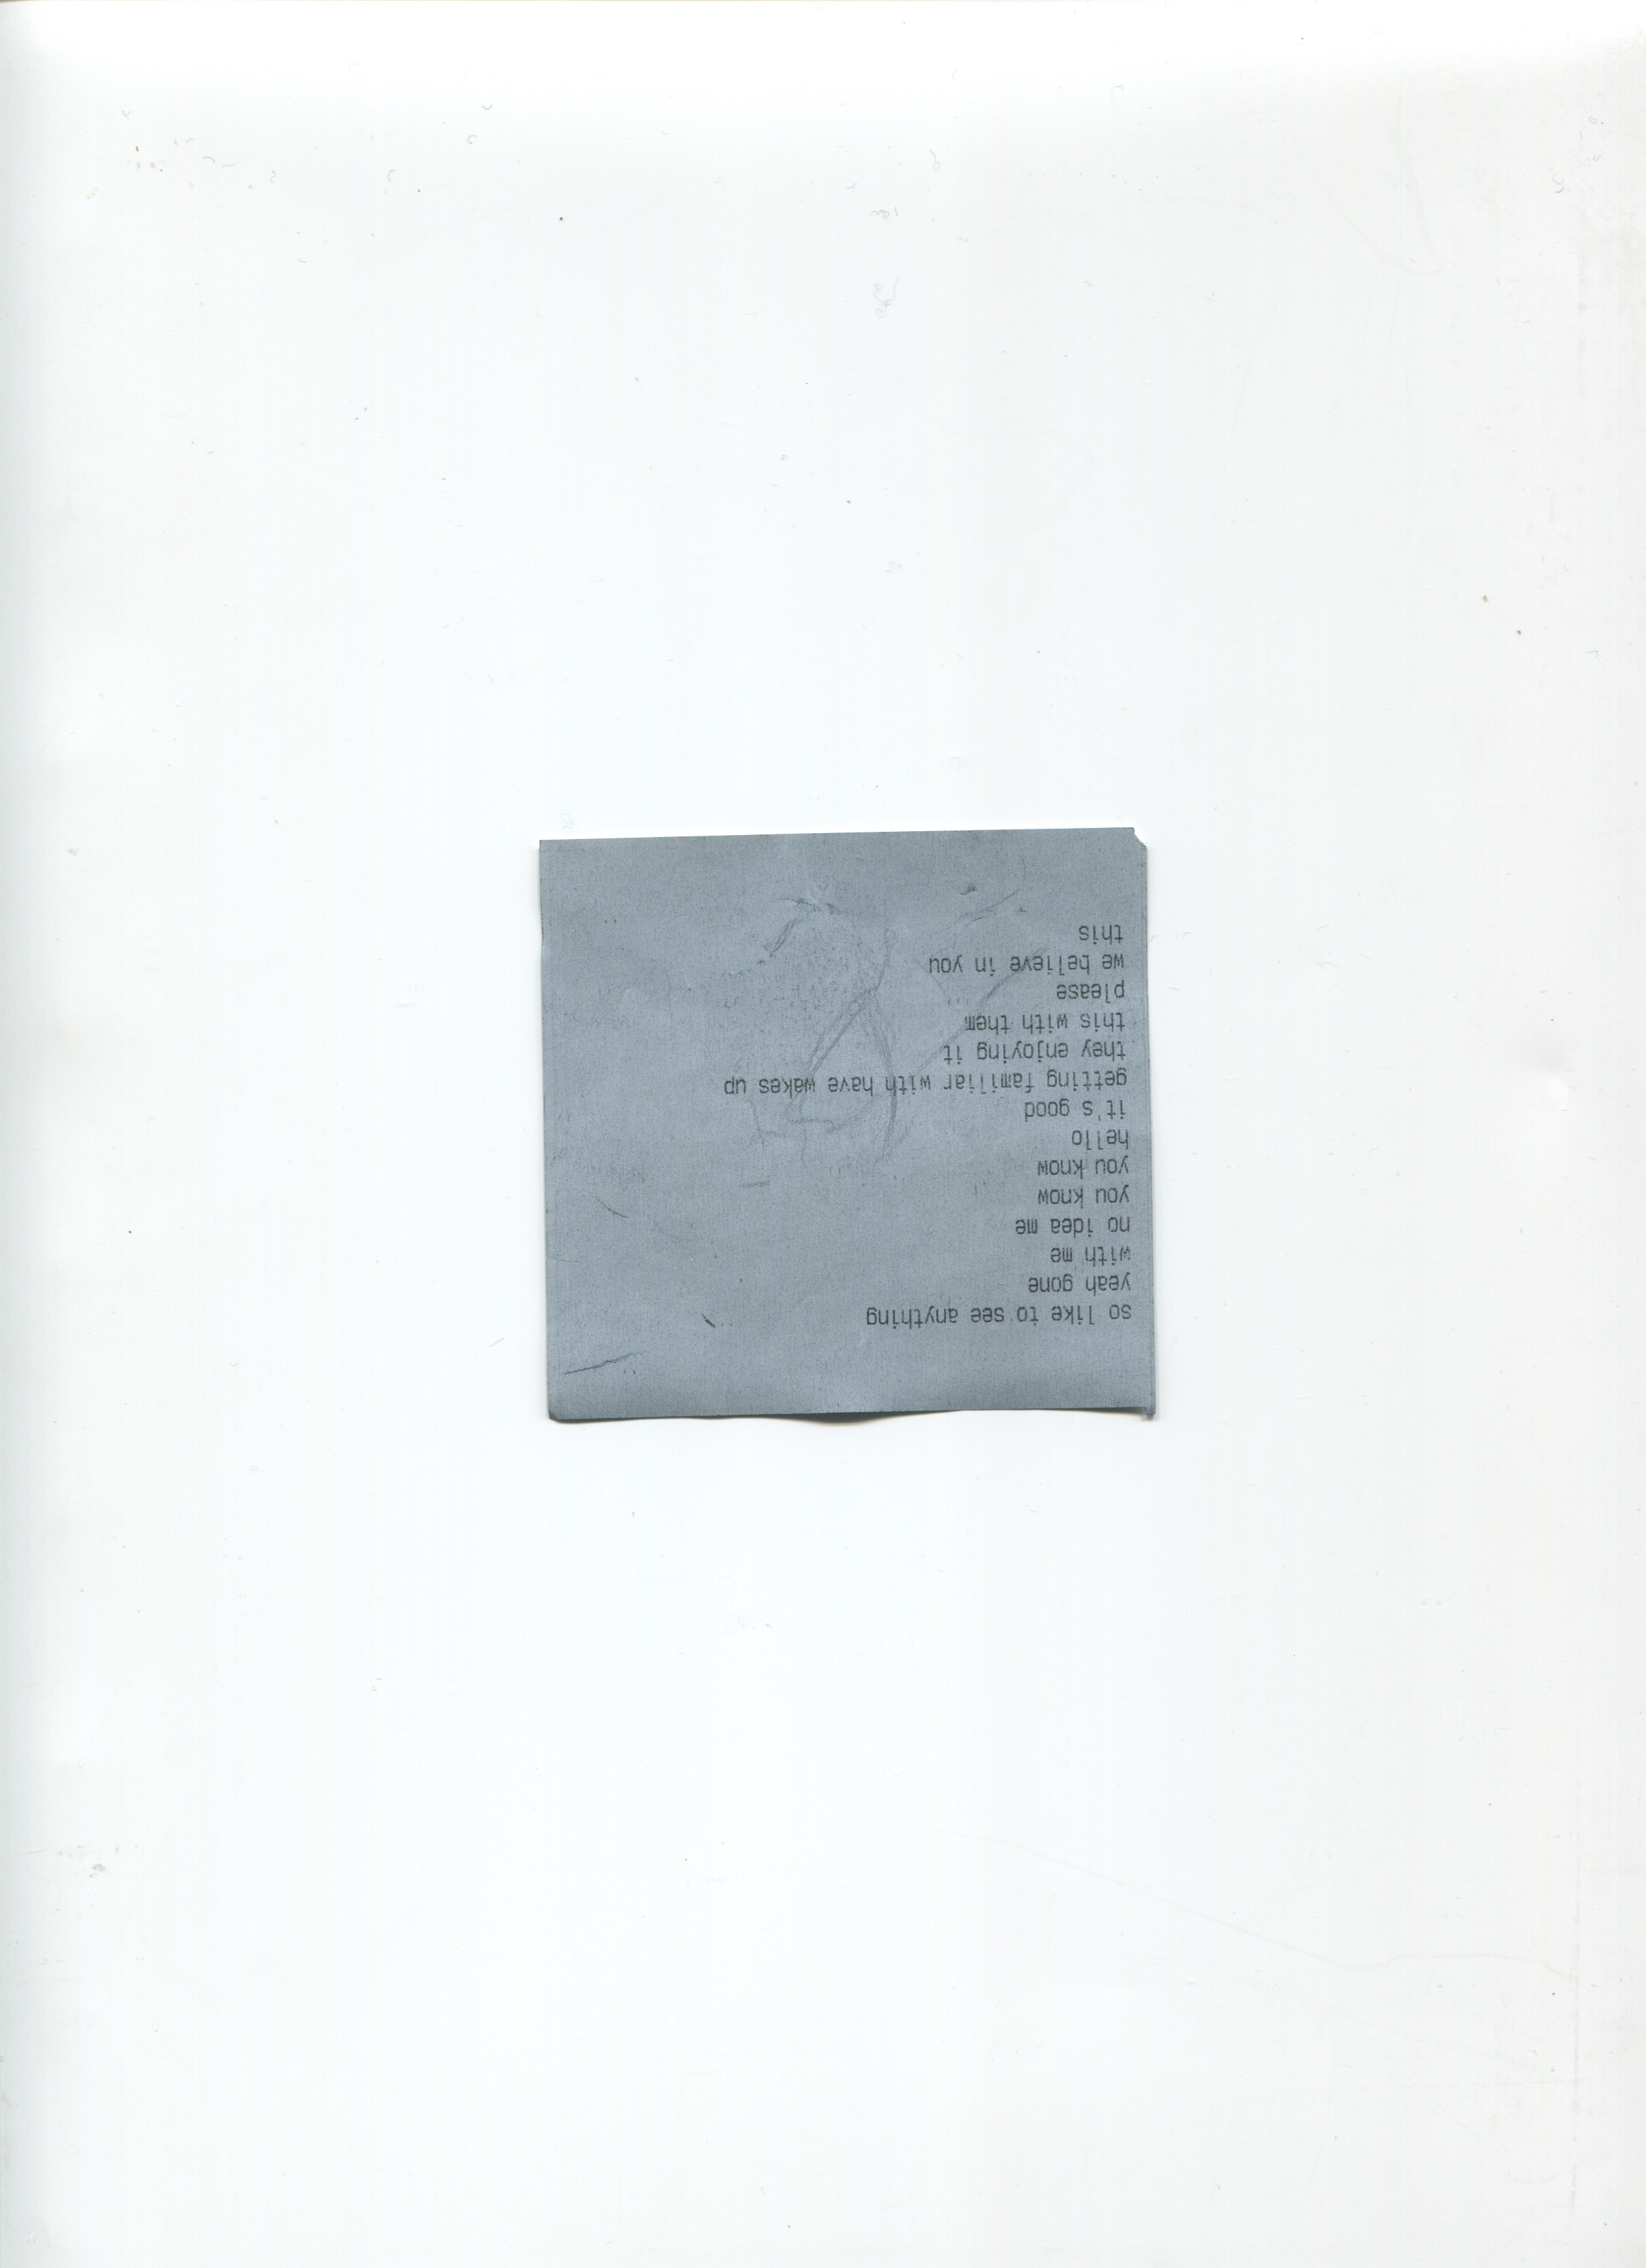 so like to see anything
yeah gone
with me
no idea me
you know
you know
hello
it's good
getting familiar with have wakes up
they enjoying it
this with them
please
we believe in you
this